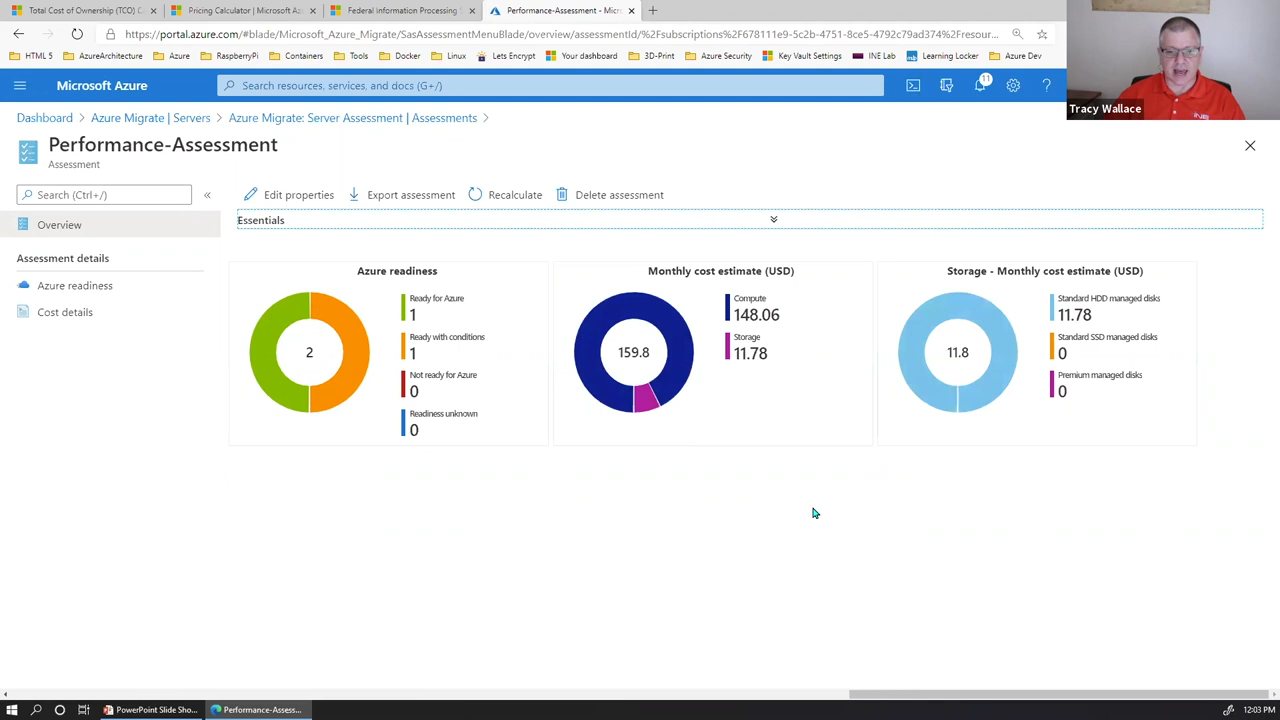 Total Cost of Ownership (TCO) C
Pricing Calculator | Microsoft Az
Federal Information Processing
Performance-Assessment - Micr
https://portal.azure.com/#blade/Microsoft_Azure_Migrate/SasAssessmentMenuBlade/overview/assessmentId/%2Fsubscriptions%2F678111e9-5c2b-4751-8ce5-4792c79ad374%2Fresour...
HTML 5
AzureArchitecture
Azure
RaspberryPi
Containers
Tools
Docker
Linux
Lets Encrypt
Your dashboard
3D-Print
Azure Security
Key Vault Settings
INE Lab
Learning Locker
Azure Dev
Microsoft Azure
Search resources, services, and docs (G+/)
11
Tracy Wallace
Dashboard > Azure Migrate | Servers > Azure Migrate: Server Assessment | Assessments >
Performance-Assessment
Assessment
Search (Ctrl+/)
Edit properties
Export assessment
Recalculate
Delete assessment
Essentials
Overview
Assessment details
Azure readiness
Cost details
Azure readiness
2
Ready for Azure
1
Ready with conditions
1
Not ready for Azure
0
Readiness unknown
0
Monthly cost estimate (USD)
159.8
Compute
148.06
Storage
11.78
Storage - Monthly cost estimate (USD)
11.8
Standard HDD managed disks
11.78
Standard SSD managed disks
0
Premium managed disks
0
PowerPoint Slide Sho...
Performance-Assess...
12:03 PM